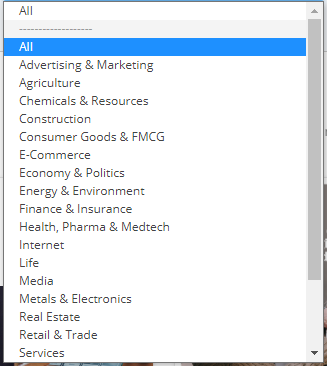 All
-------------------
All
Advertising & Marketing
Agriculture
Chemicals & Resources
Construction
Consumer Goods & FMCG
E-Commerce
Economy & Politics
Energy & Environment
Finance & Insurance
Health, Pharma & Medtech
Internet
Life
Media
Metals & Electronics
Real Estate
Retail & Trade
Services